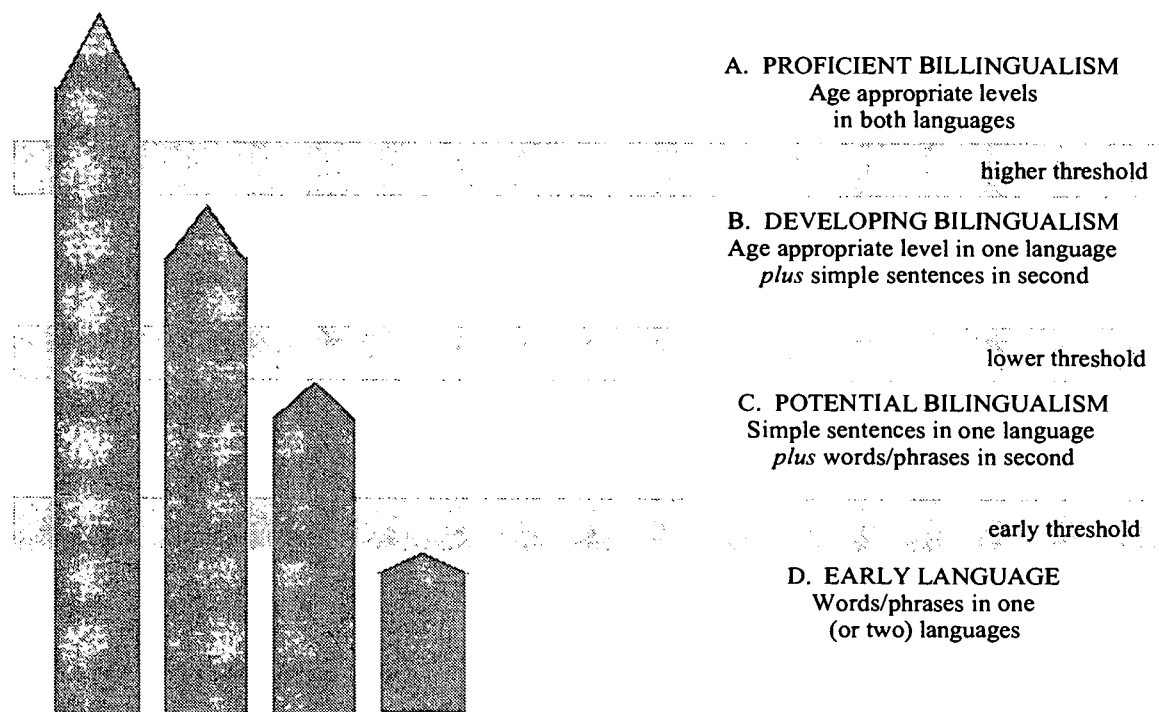 A. PROFICIENT BILLINGUALISM
Age appropriate levels
in both languages
higher threshold
B. DEVELOPING BILINGUALISM
Age appropriate level in one language
plus simple sentences in second
lower threshold
C. POTENTIAL BILINGUALISM
Simple sentences in one language
plus words/phrases in second
early threshold
D. EARLY LANGUAGE
Words/phrases in one
(or two) languages